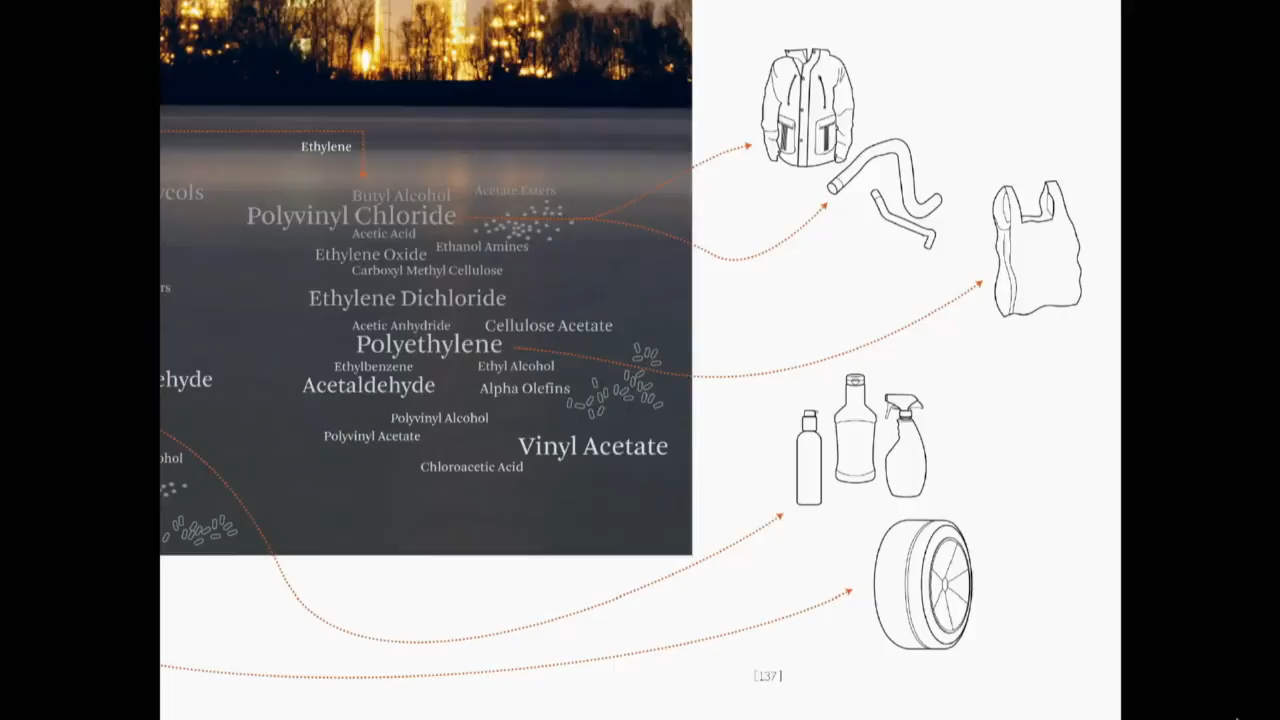 Ethylene
ycols
Butyl Alcohol
Acetate Esters
Polyvinyl Chloride
Acetic Acid
Ethanol Amines
Ethylene Oxide
Carboxyl Methyl Cellulose
rs
Ethylene Dichloride
Acetic Anhydride
Cellulose Acetate
Polyethylene
Ethylbenzene
Ethyl Alcohol
ehyde
Acetaldehyde
Alpha Olefins
Polyvinyl Alcohol
Polyvinyl Acetate
Vinyl Acetate
ohol
Chloroacetic Acid
[137]